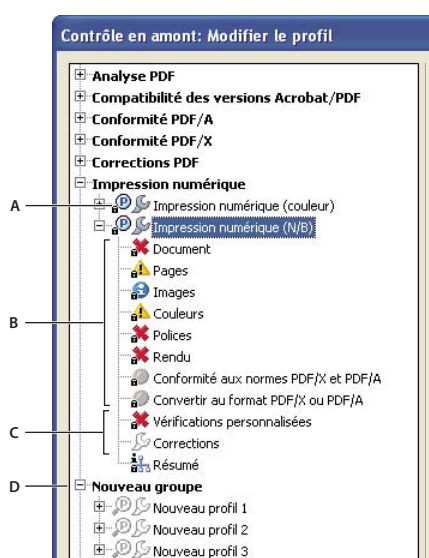 Contrôle en amont: Modifier le profil
Analyse PDF
Compatibilité des versions Acrobat/PDF
Conformité PDF/A
Conformité PDF/X
Corrections PDF
Impression numérique
A Impression numérique (couleur)
Impression numérique (N/B)
Document
Pages
Images
B Couleurs
Polices
Rendu
Conformité aux normes PDF/X et PDF/A
Convertir au format PDF/X ou PDF/A
Vérifications personnalisées
C Corrections
Résumé
D Nouveau groupe
Nouveau profil 1
Nouveau profil 2
Nouveau profil 3